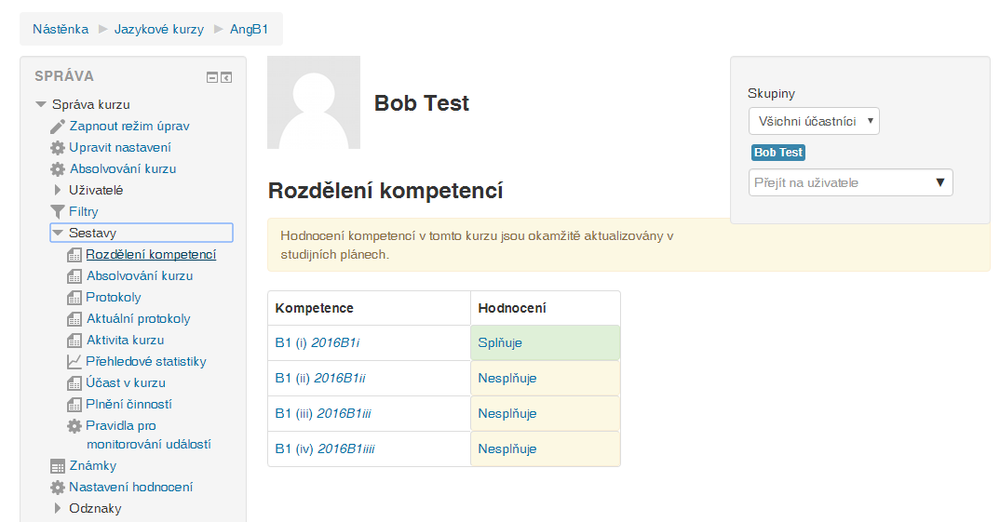 Nástěnka Jazykové kurzy AngB1
SPRÁVA
Správa kurzu
Zapnout režim úprav
Upravit nastavení
Absolvování kurzu
Uživatelé
Filtry
Sestavy
Rozdělení kompetencí
Absolvování kurzu
Protokoly
Aktuální protokoly
Aktivita kurzu
Přehledové statistiky
Účast v kurzu
Plnění činností
Pravidla pro
monitorování událostí
Známky
Nastavení hodnocení
Odznaky
Bob Test
Skupiny
Všichni účastníci
Bob Test
Přejít na uživatele
Rozdělení kompetencí
Hodnocení kompetencí v tomto kurzu jsou okamžitě aktualizovány v
studijních plánech.
Kompetence Hodnocení
B1 (i) 2016B1i Splňuje
B1 (ii) 2016B1ii Nesplňuje
B1 (iii) 2016B1iii Nesplňuje
B1 (iv) 2016B1iiii Nesplňuje